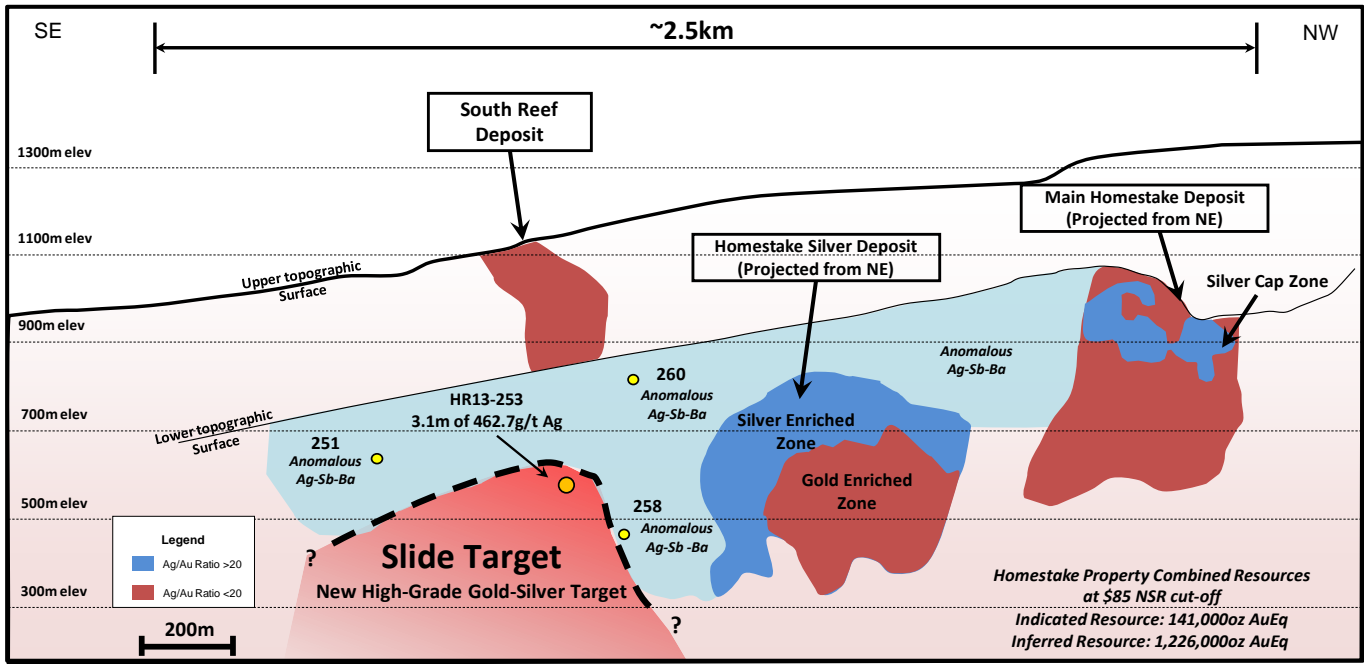 SE
~2.5km
NW
South Reef
Deposit
1300m elev
Main Homestake Deposit
(Projected from NE)
1100m elev
Homestake Silver Deposit
(Projected from NE)
Upper topographic
Surface
Silver Cap Zone
900m elev
Anomalous
Ag-Sb-Ba
260
Anomalous
Ag-Sb-Ba
HR13-253
3.1m of 462.7g/t Ag
700m elev
Lower topographic
Surface
Silver Enriched
Zone
251
Anomalous
Ag-Sb-Ba
Gold Enriched
Zone
500m elev
258
Anomalous
Ag-Sb -Ba
Legend
Ag/Au Ratio >20
Ag/Au Ratio <20
?
Slide Target
New High-Grade Gold-Silver Target
300m elev
?
200m
Homestake Property Combined Resources
at $85 NSR cut-off
Indicated Resource: 141,000oz AuEq
Inferred Resource: 1,226,000oz AuEq